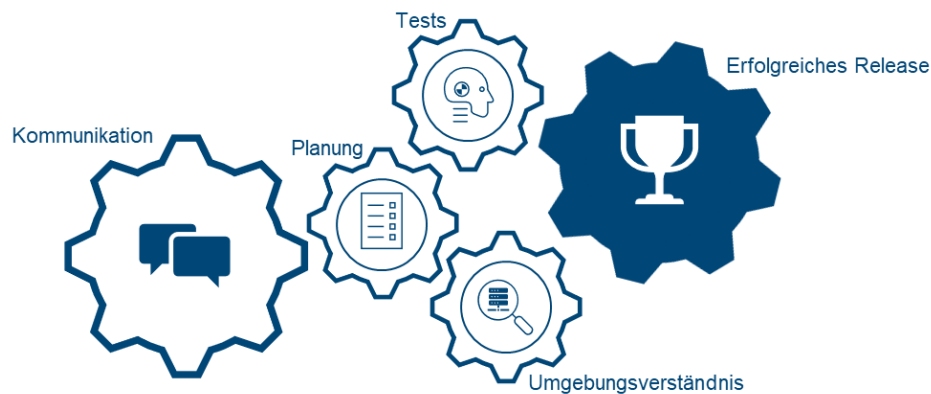 Tests
Erfolgreiches Release
Kommunikation
Planung
Umgebungsverständnis